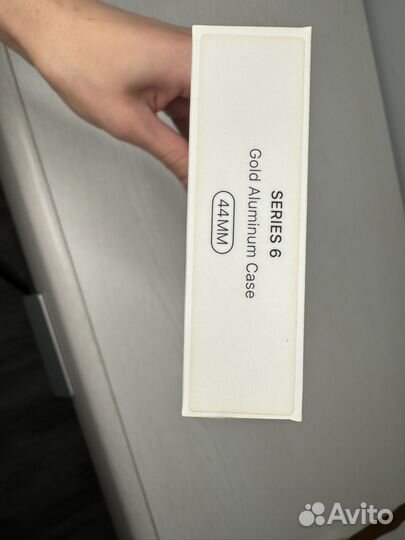 SERIES 6
Gold Aluminum Case
44MM
Avito